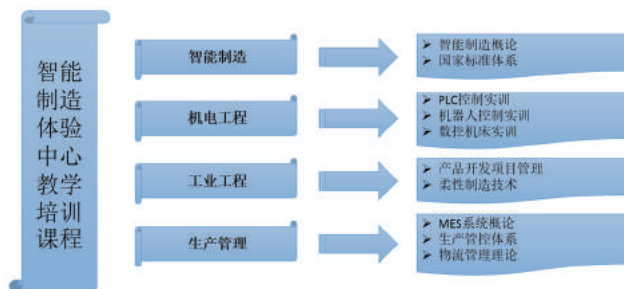 智能
制造
体验
中心
教学
培训
课程
智能制造
➢ 智能制造概论
➢ 国家标准体系
机电工程
➢ PLC控制实训
➢ 机器人控制实训
➢ 数控机床实训
工业工程
➢ 产品开发项目管理
➢ 柔性制造技术
生产管理
➢ MES系统概论
➢ 生产管控体系
➢ 物流管理理论